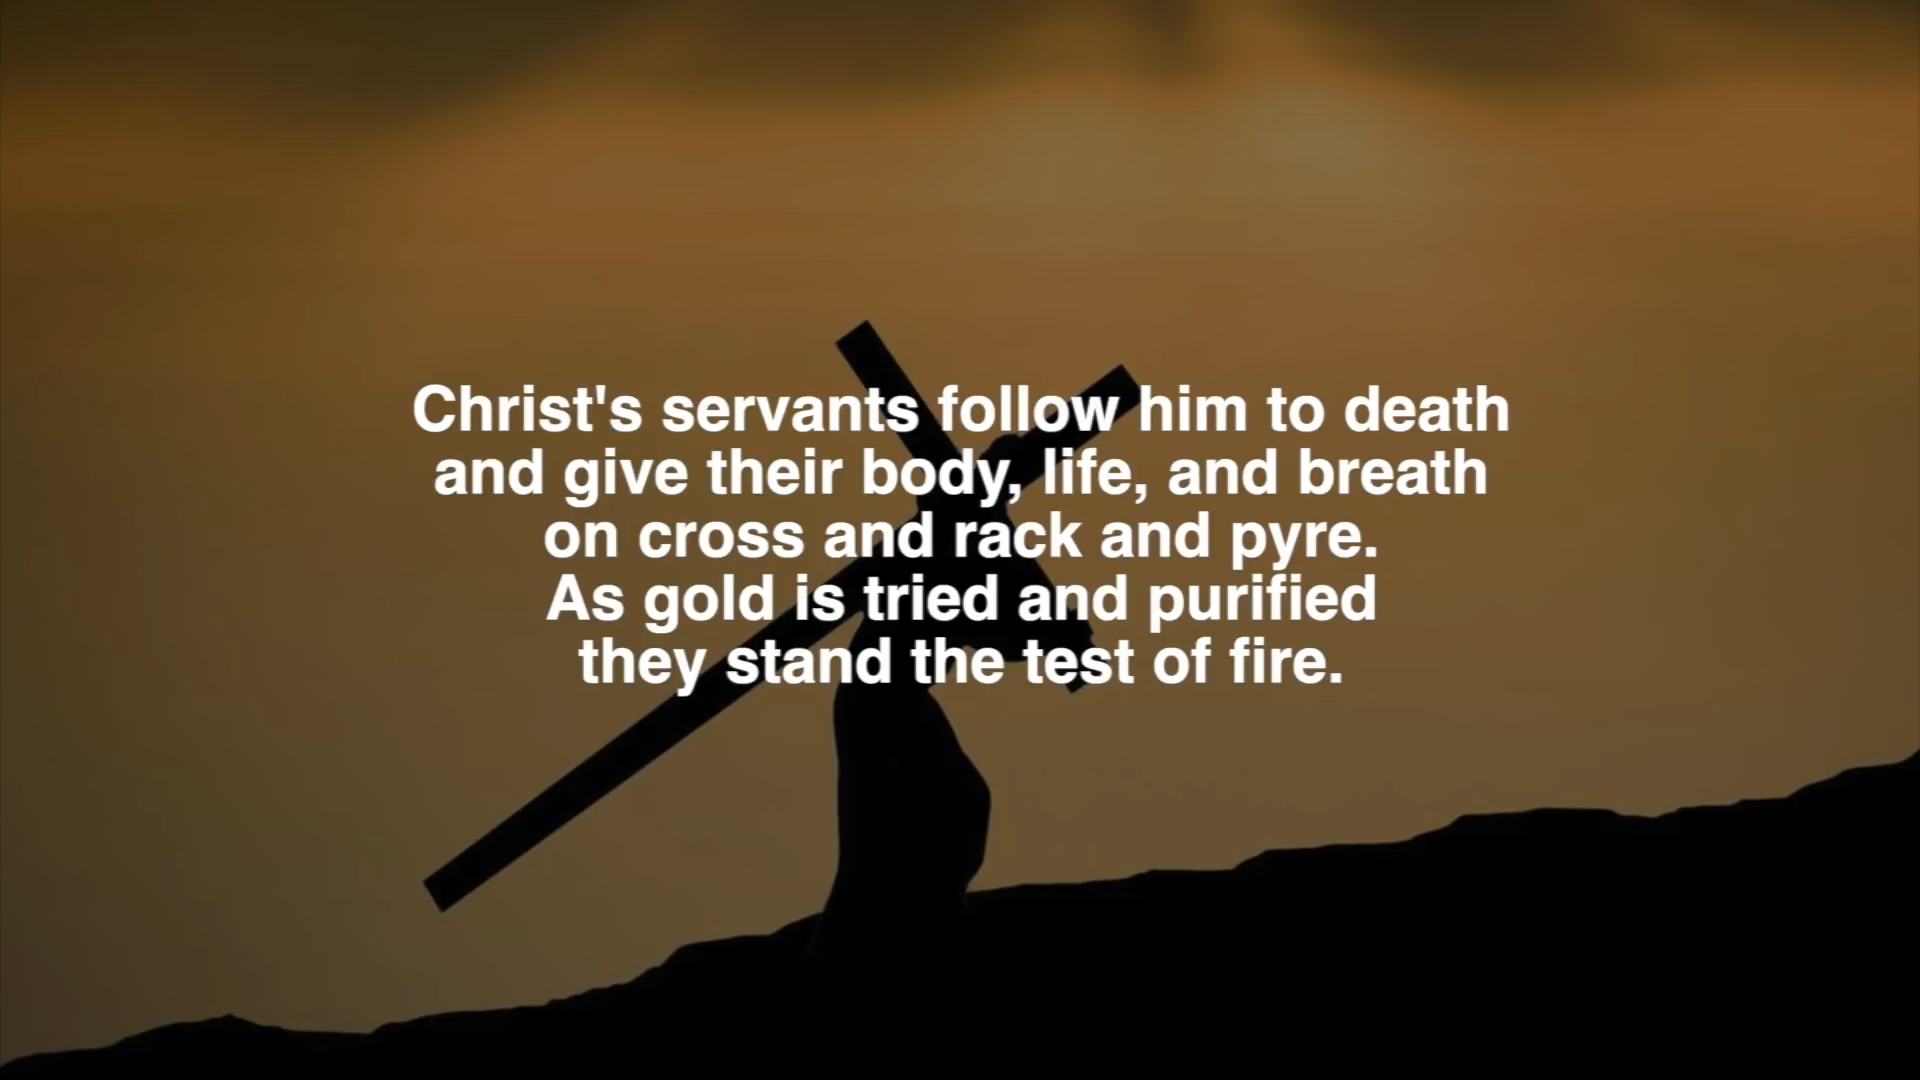 Christ's servants follow him to death
and give their body, life, and breath
on cross and rack and pyre.
As gold is tried and purified
they stand the test of fire.